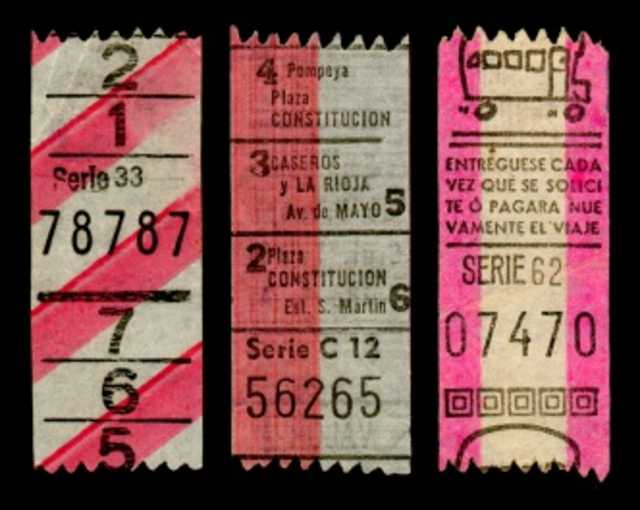 2
1
Serie 33
78787
7
6
5
4 Pompeya
Plaza
CONSTITUCION
3 CASEROS
y LA RIOJA
Av. de MAYO 5
2 Plaza
CONSTITUCION
Est. S. Martin 6
Serie C 12
56265
ENTRÉGUESE CADA
VEZ QUE SE SOLICI
TE Ó PAGARA NUE
VAMENTE EL VIAJE
SERIE 62
07470